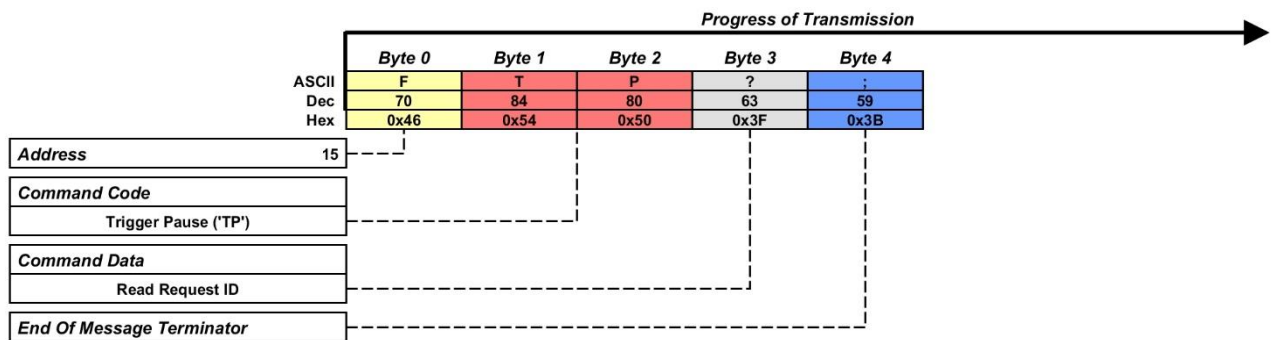 Progress of Transmission
Byte 0 Byte 1 Byte 2 Byte 3 Byte 4
ASCII F T P ? ;
Dec 70 84 80 63 59
Hex 0x46 0x54 0x50 0x3F 0x3B
Address 15
Command Code
Trigger Pause ('TP')
Command Data
Read Request ID
End Of Message Terminator